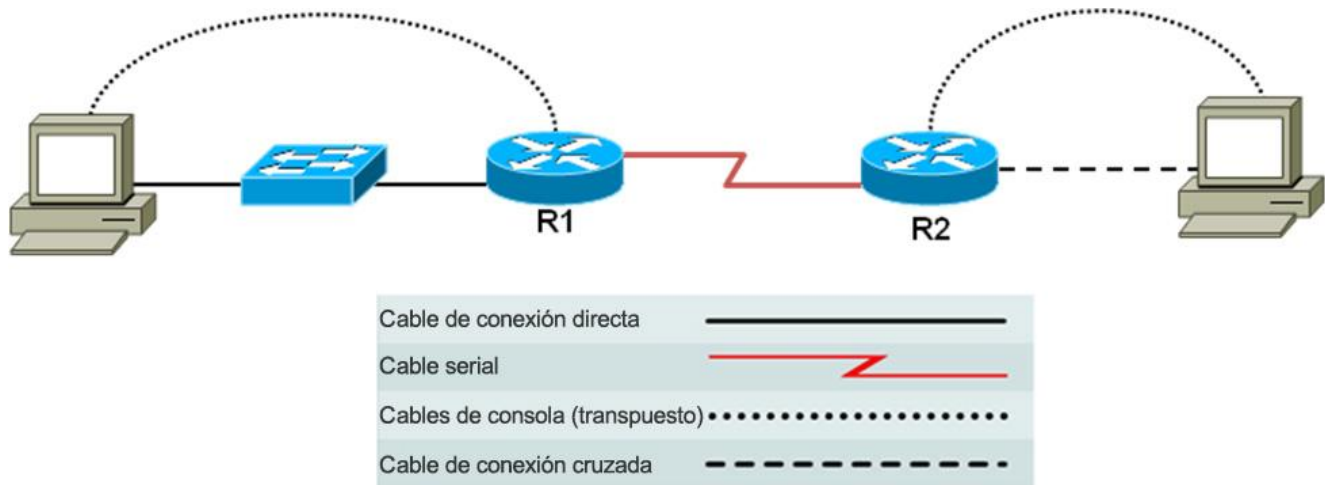 R1
R2
Cable de conexión directa
Cable serial
Cables de consola (transpuesto)
Cable de conexión cruzada